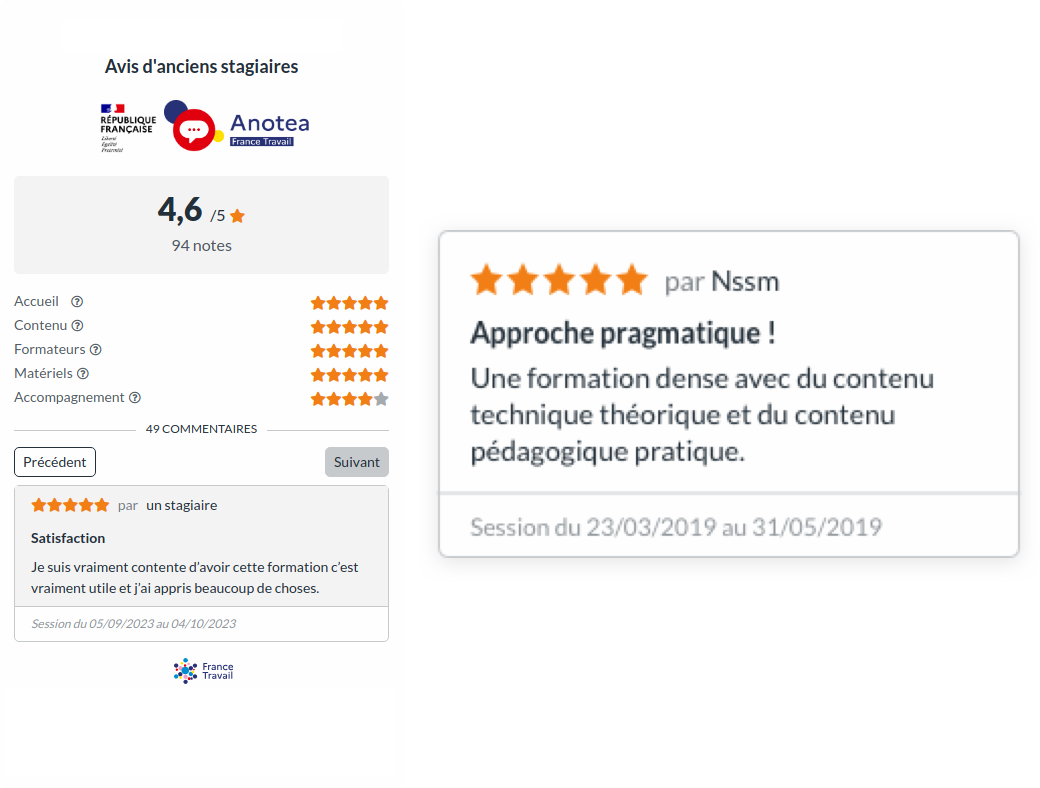 Avis d'anciens stagiaires
RÉPUBLIQUE
FRANÇAISE
Liberté
Égalité
Fraternité
Anotea
France Travail
4,6 /5
94 notes
Accueil
Contenu
Formateurs
Matériels
Accompagnement
49 COMMENTAIRES
Précédent
Suivant
par un stagiaire
Satisfaction
Je suis vraiment contente d’avoir cette formation c’est
vraiment utile et j’ai appris beaucoup de choses.
Session du 05/09/2023 au 04/10/2023
France
Travail
par Nssm
Approche pragmatique !
Une formation dense avec du contenu
technique théorique et du contenu
pédagogique pratique.
Session du 23/03/2019 au 31/05/2019